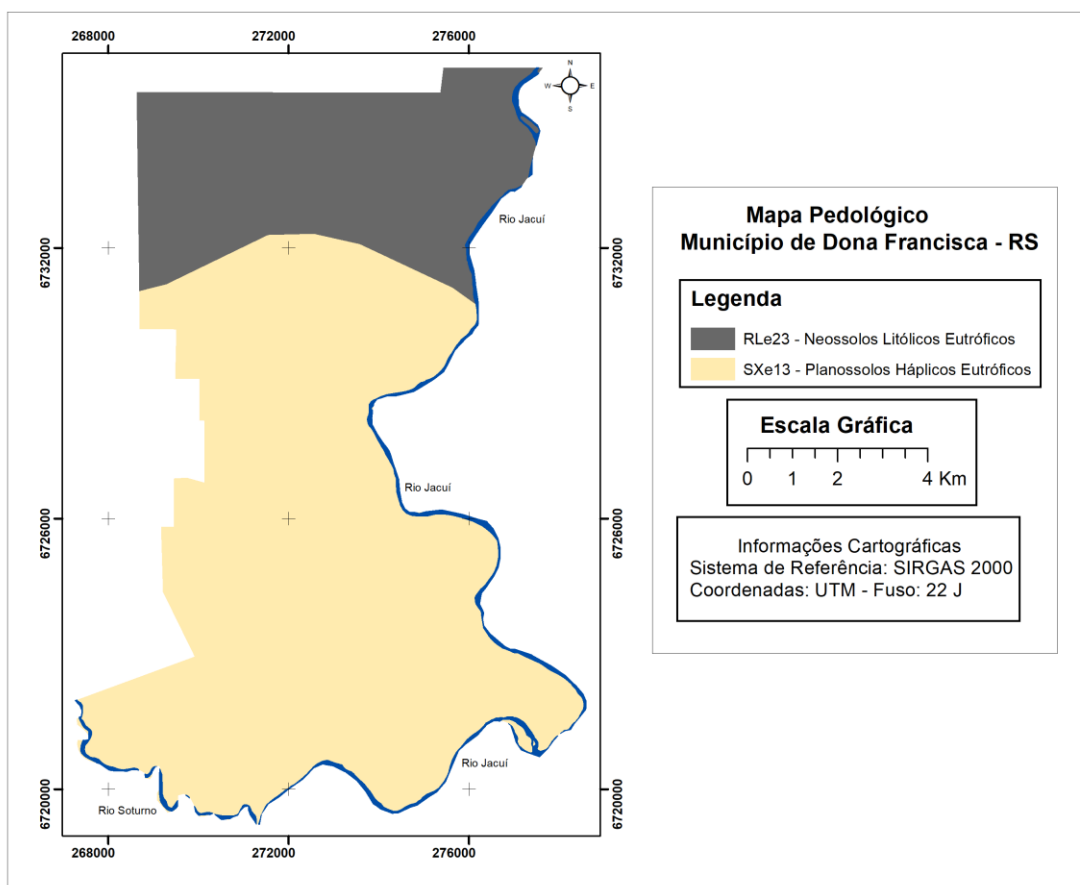 268000
272000
276000
N
W
E
S
Rio Jacuí
6732000
6732000
Rio Jacuí
6726000
6726000
Rio Jacuí
6720000
6720000
Rio Soturno
268000
272000
276000
Mapa Pedológico
Município de Dona Francisca - RS
Legenda
RLe23 - Neossolos Litólicos Eutróficos
SXe13 - Planossolos Háplicos Eutróficos
Escala Gráfica
0 1 2 4 Km
Informações Cartográficas
Sistema de Referência: SIRGAS 2000
Coordenadas: UTM - Fuso: 22 J